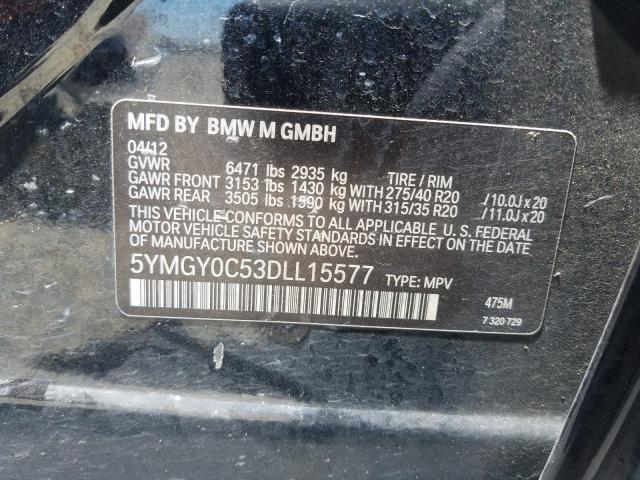 MFD BY BMW M GMBH
04/12
GVWR 6471 lbs 2935 kg TIRE / RIM
GAWR FRONT 3153 lbs 1430 kg WITH 275/40 R20 /10.0J x 20
GAWR REAR 3505 lbs 1590 kg WITH 315/35 R20 /11.0J x 20
THIS VEHICLE CONFORMS TO ALL APPLICABLE U.S. FEDERAL
MOTOR VEHICLE SAFETY STANDARDS IN EFFECT ON THE DATE
OF MANUFACTURE SHOWN ABOVE.
5YMGY0C53DLL15577 TYPE: MPV
475M
7 320 729